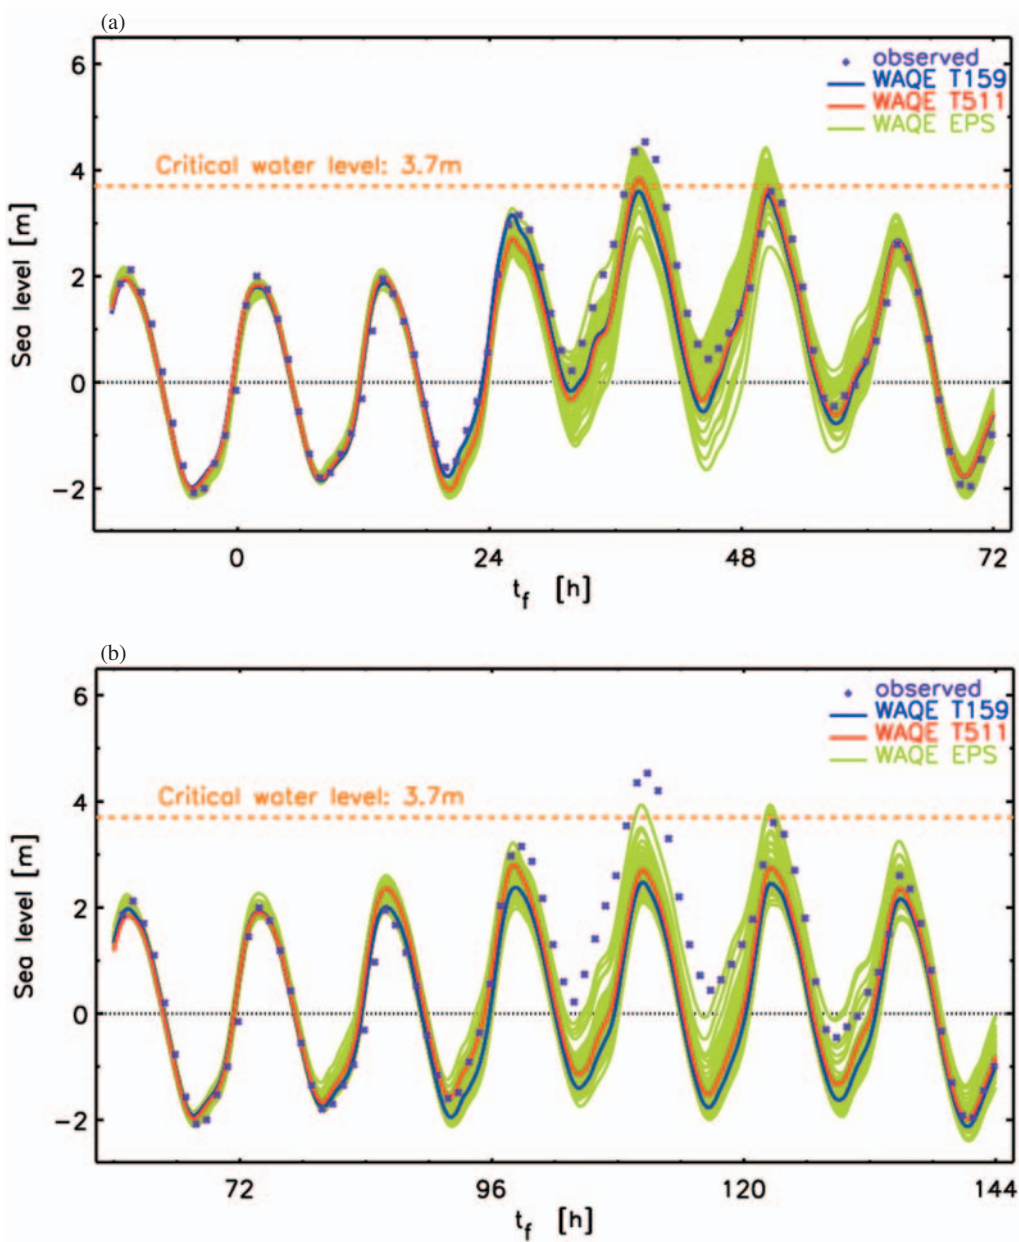 (a)
6
4
2
0
−2
Sea level [m]
observed
WAQE T159
WAQE T511
WAQE EPS
Critical water level: 3.7m
0
24
48
72
t_f [h]
(b)
6
4
2
0
−2
Sea level [m]
observed
WAQE T159
WAQE T511
WAQE EPS
Critical water level: 3.7m
72
96
120
144
t_f [h]